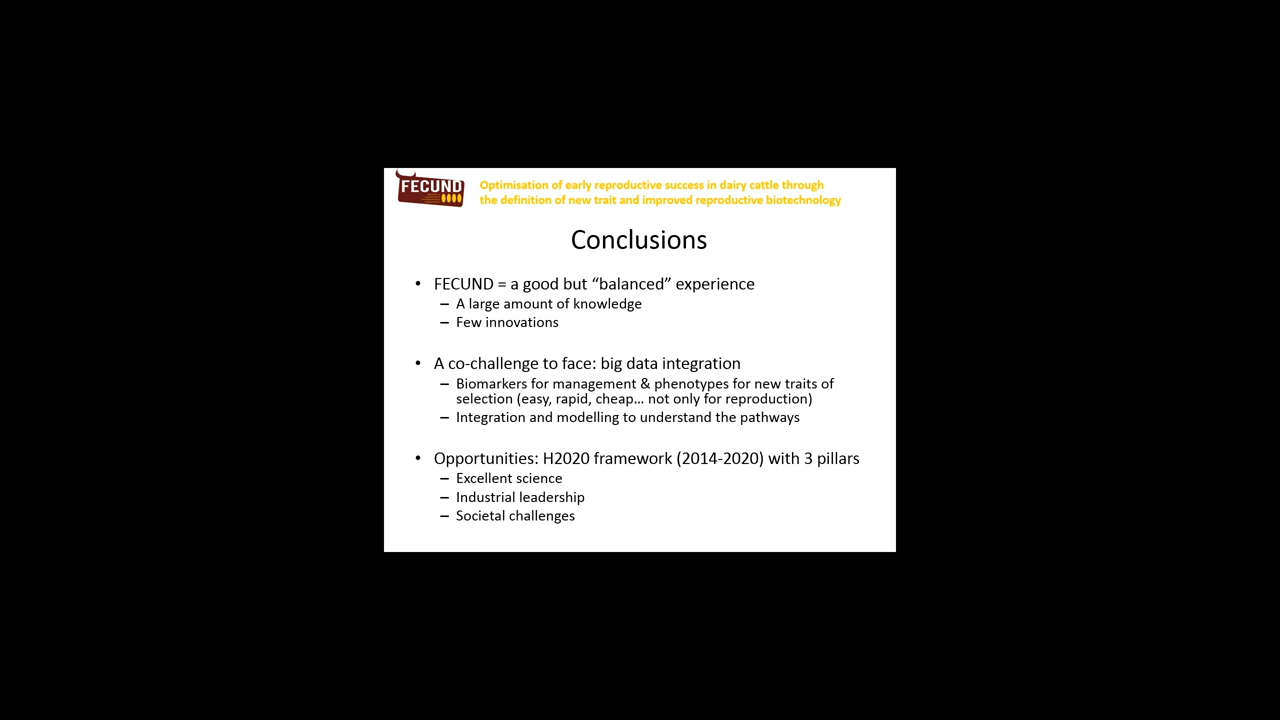 FECUND
Optimisation of early reproductive success in dairy cattle through
the definition of new trait and improved reproductive biotechnology
Conclusions
• FECUND = a good but “balanced” experience
– A large amount of knowledge
– Few innovations
• A co-challenge to face: big data integration
– Biomarkers for management & phenotypes for new traits of
selection (easy, rapid, cheap… not only for reproduction)
– Integration and modelling to understand the pathways
• Opportunities: H2020 framework (2014-2020) with 3 pillars
– Excellent science
– Industrial leadership
– Societal challenges